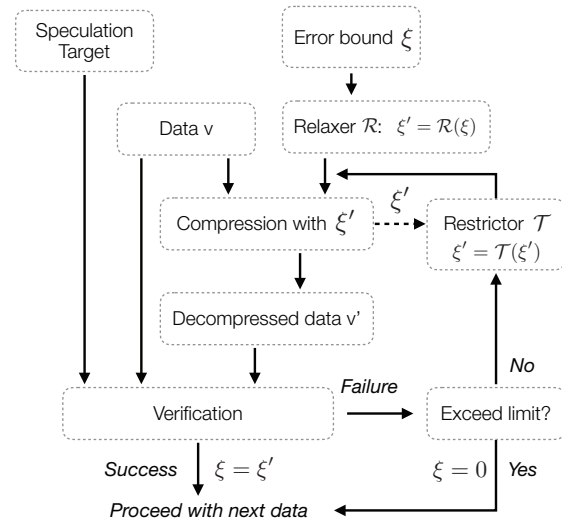 Speculation
Target
Error bound ξ
Data v
Relaxer ℛ: ξ′ = ℛ(ξ)
Compression with ξ′
ξ′
Restrictor 𝒯
ξ′ = 𝒯(ξ′)
Decompressed data v’
No
Failure
Verification
Exceed limit?
Success
ξ = ξ′
ξ = 0
Yes
Proceed with next data